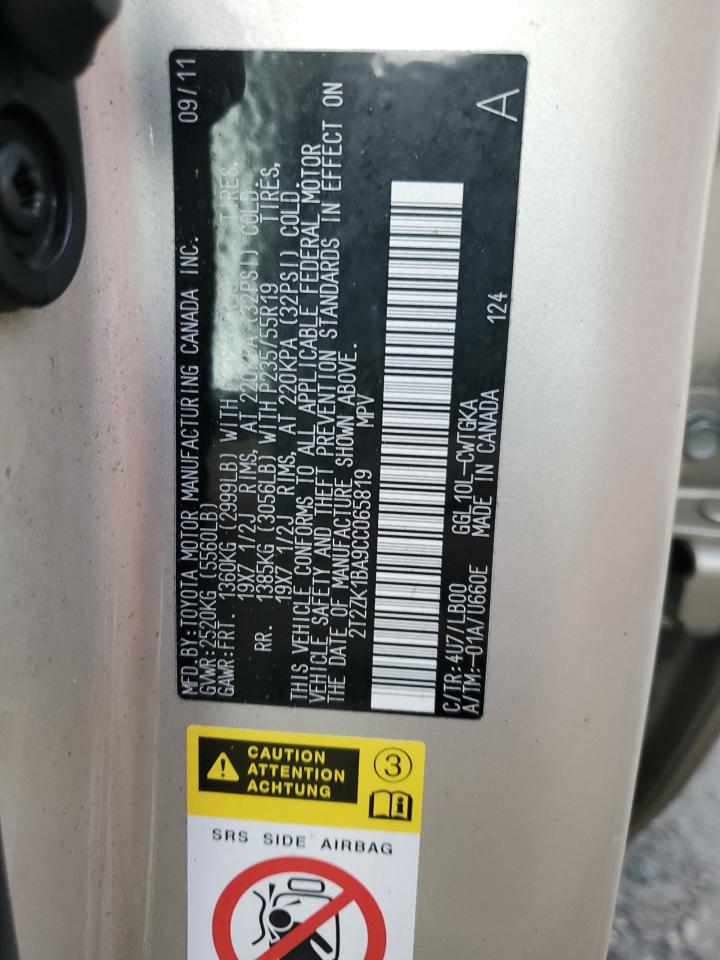 MFD.BY:TOYOTA MOTOR MANUFACTURING CANADA INC. 09/11
GVWR:2520KG (5560LB)
GAWR:FRT. 1360KG (2999LB) WITH TIRES,
19X7 1/2J RIMS, AT 220KPA (32PSI) COLD.
RR. 1385KG (3056LB) WITH P235/55R19 TIRES,
19X7 1/2J RIMS, AT 220KPA (32PSI) COLD.
THIS VEHICLE CONFORMS TO ALL APPLICABLE FEDERAL MOTOR
VEHICLE SAFETY AND THEFT PREVENTION STANDARDS IN EFFECT ON
THE DATE OF MANUFACTURE SHOWN ABOVE.
2T2ZK1BA9CC065819 MPV
A
C/TR:4U7/LB00 GGL10L-CWTGKA
A/TM:-01A/U660E MADE IN CANADA 124
CAUTION
ATTENTION
ACHTUNG
3
SRS SIDE AIRBAG